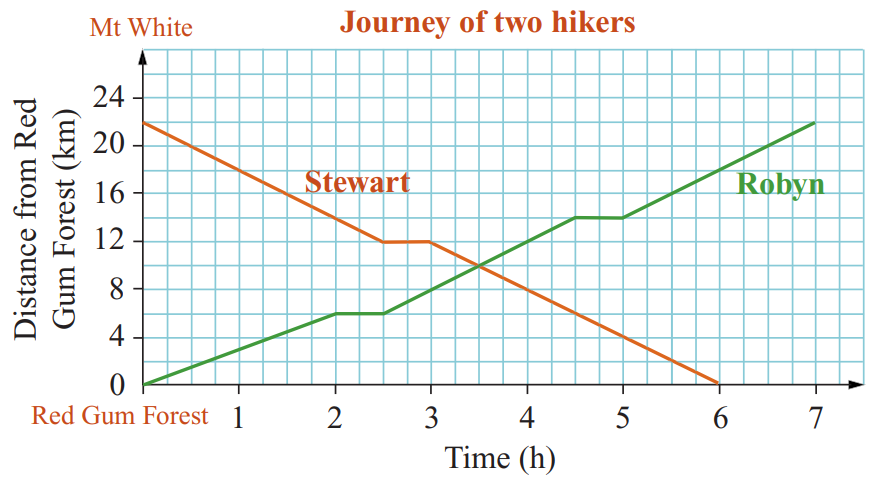 Journey of two hikers
Mt White
Distance from Red
Gum Forest (km)
24
20
16
12
8
4
0
Stewart
Robyn
Red Gum Forest
1 2 3 4 5 6 7
Time (h)